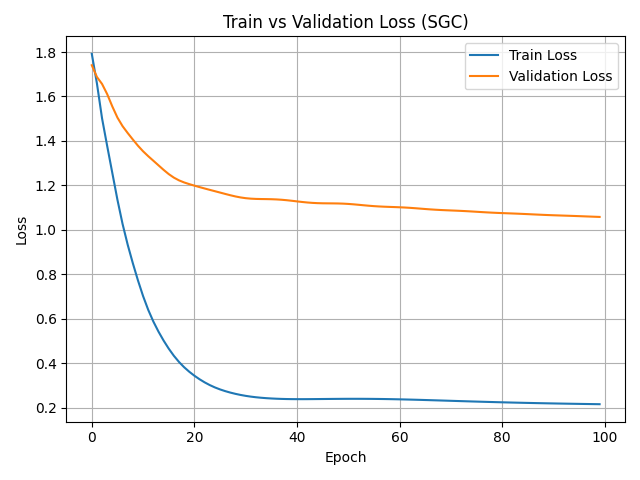 Train vs Validation Loss (SGC)
Train Loss
Validation Loss
1.8
1.6
1.4
1.2
1.0
0.8
0.6
0.4
0.2
Loss
0 20 40 60 80 100
Epoch